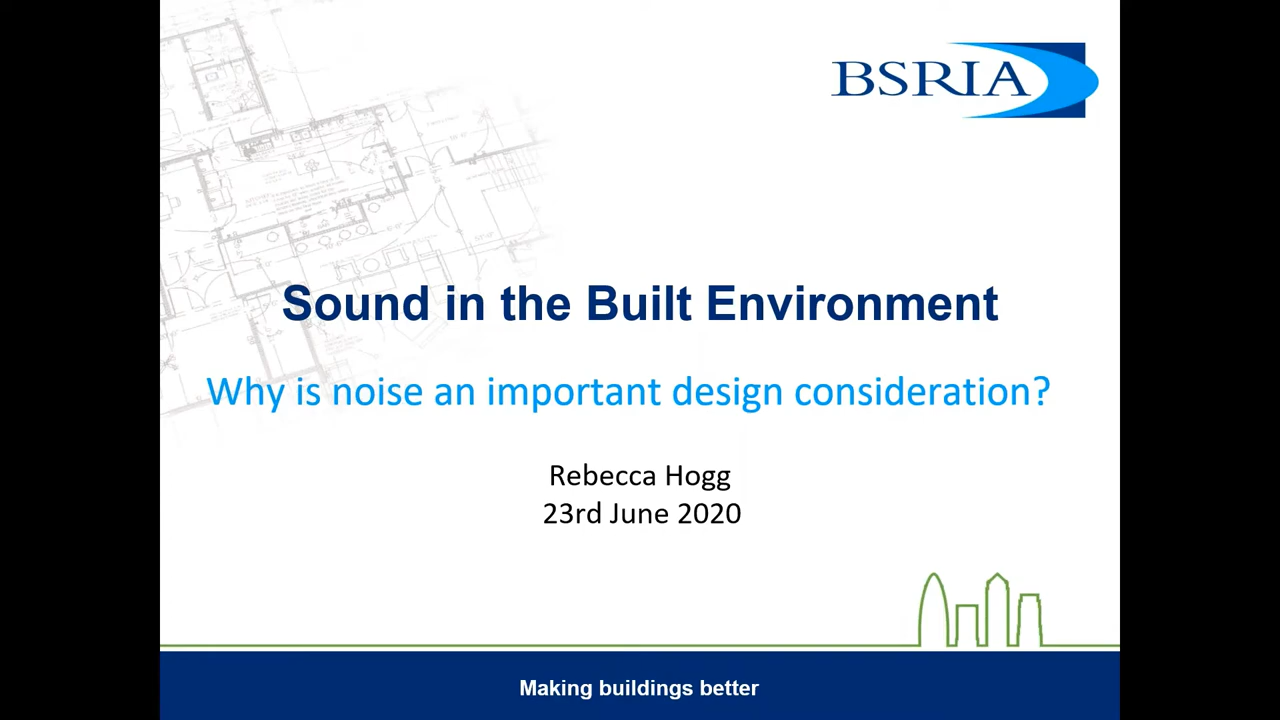 BSRIA
Sound in the Built Environment
Why is noise an important design consideration?
Rebecca Hogg
23rd June 2020
Making buildings better